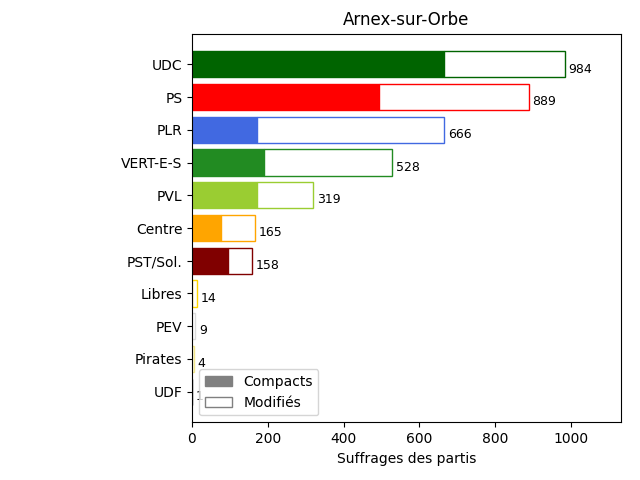 Arnex-sur-Orbe
UDC 984
PS 889
PLR 666
VERT-E-S 528
PVL 319
Centre 165
PST/Sol. 158
Libres 14
PEV 9
Pirates 4
UDF
Compacts
Modifiés
0 200 400 600 800 1000
Suffrages des partis